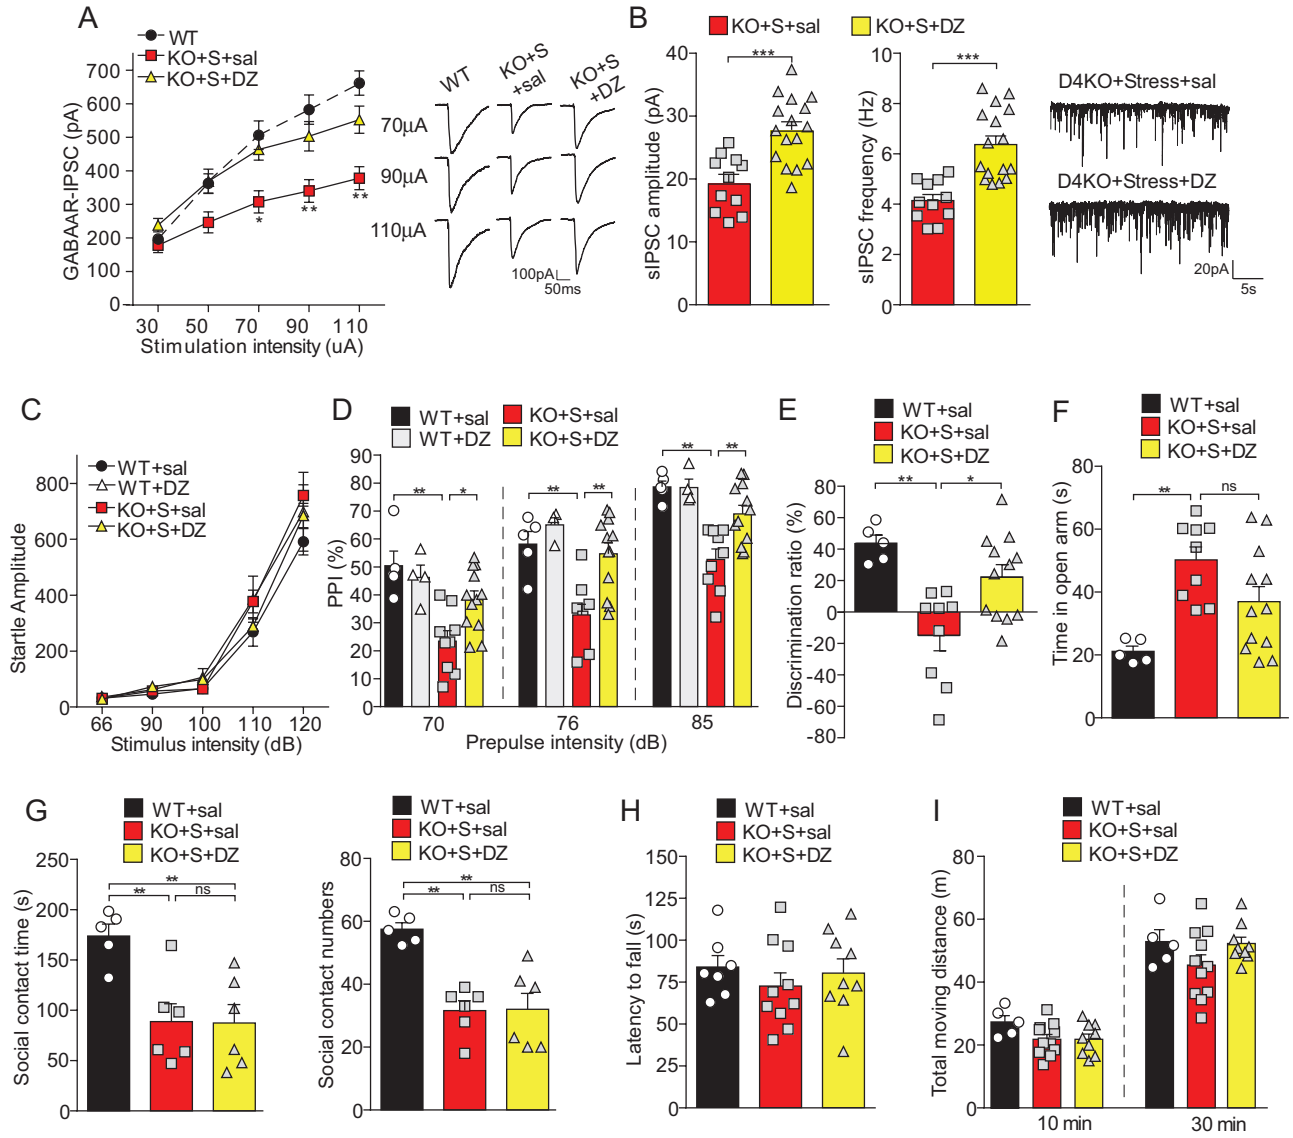 A
WT
KO+S+sal
KO+S+DZ
GABAAR-IPSC (pA)
700
600
500
400
300
200
100
0
30 50 70 90 110
Stimulation intensity (uA)
*
**
**
WT
KO+S
+sal
KO+S
+DZ
70μA
90μA
110μA
100pA
50ms
B
KO+S+sal
KO+S+DZ
sIPSC amplitude (pA)
40
30
20
10
0
***
sIPSC frequency (Hz)
10
8
6
4
2
0
***
D4KO+Stress+sal
D4KO+Stress+DZ
20pA
5s
C
WT+sal
WT+DZ
KO+S+sal
KO+S+DZ
Startle Amplitude
800
600
400
200
0
66 90 100 110 120
Stimulus intensity (dB)
D
WT+sal
WT+DZ
KO+S+sal
KO+S+DZ
PPI (%)
90
80
70
60
50
40
30
20
10
0
** *
** **
** **
70 76 85
Prepulse intensity (dB)
E
WT+sal
KO+S+sal
KO+S+DZ
Discrimination ratio (%)
80
60
40
20
0
-20
-40
-60
-80
** *
F
WT+sal
KO+S+sal
KO+S+DZ
Time in open arm (s)
80
60
40
20
0
** ns
G
WT+sal
KO+S+sal
KO+S+DZ
Social contact time (s)
250
200
150
100
50
0
**
** ns
WT+sal
KO+S+sal
KO+S+DZ
Social contact numbers
80
60
40
20
0
**
** ns
H
WT+sal
KO+S+sal
KO+S+DZ
Latency to fall (s)
150
125
100
75
50
25
0
I
WT+sal
KO+S+sal
KO+S+DZ
Total moving distance (m)
80
60
40
20
0
10 min 30 min